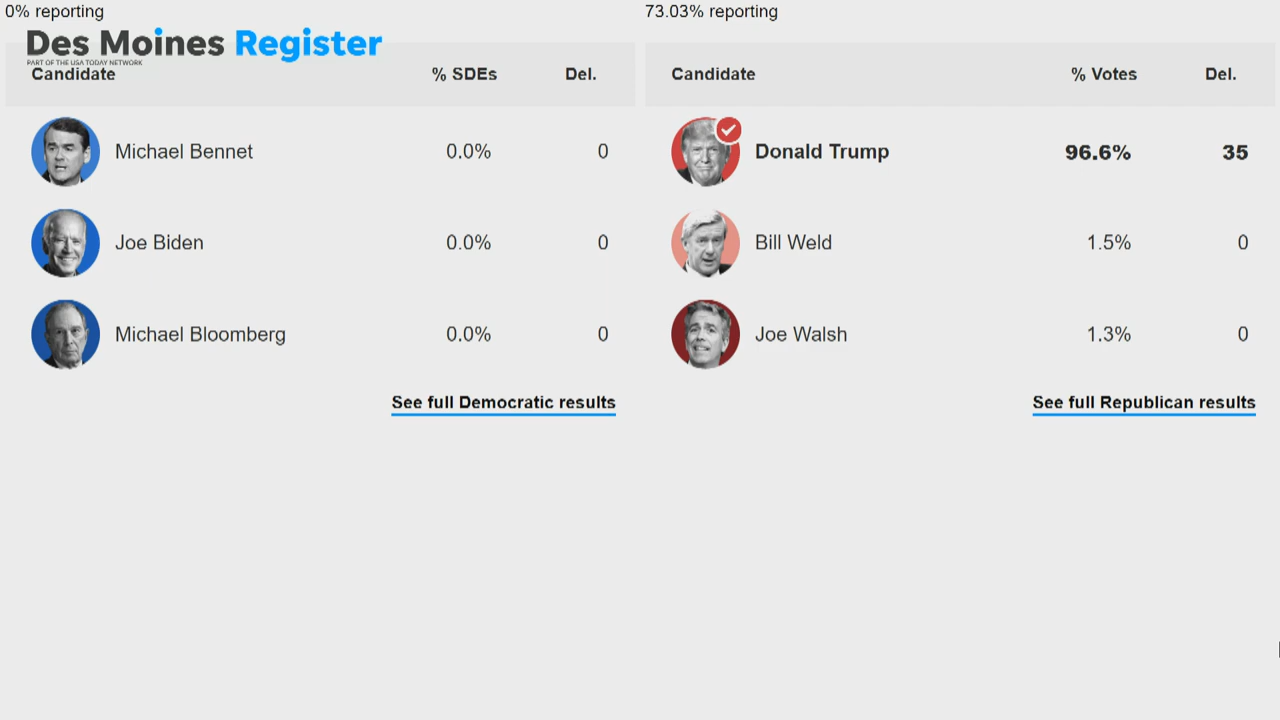 0% reporting
Des Moines Register
PART OF THE USA TODAY NETWORK
Candidate % SDEs Del.
Michael Bennet 0.0% 0
Joe Biden 0.0% 0
Michael Bloomberg 0.0% 0
See full Democratic results
73.03% reporting
Candidate % Votes Del.
Donald Trump 96.6% 35
Bill Weld 1.5% 0
Joe Walsh 1.3% 0
See full Republican results